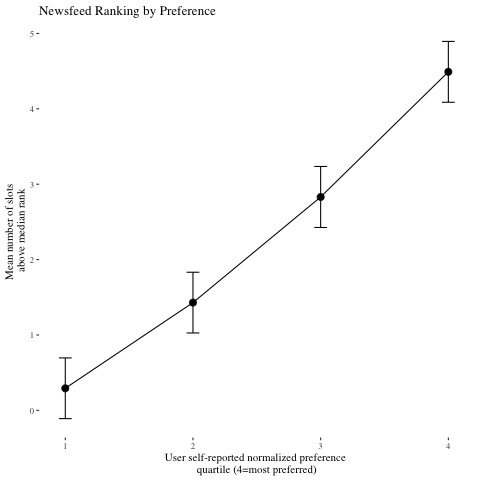 Newsfeed Ranking by Preference
5
4
3
2
1
0
Mean number of slots
above median rank
1 2 3 4
User self-reported normalized preference
quartile (4=most preferred)